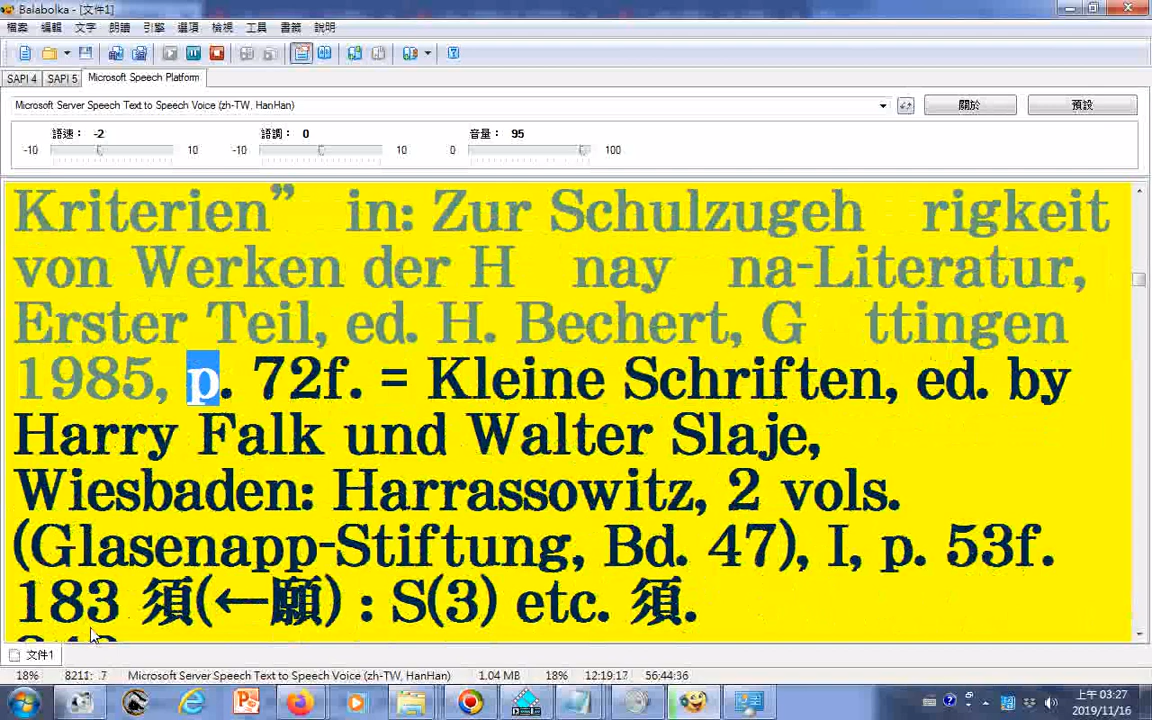 Balabolka - [文件1]
檔案 編輯 文字 朗讀 引擎 選項 檢視 工具 書籤 說明
SAPI 4 SAPI 5 Microsoft Speech Platform
Microsoft Server Speech Text to Speech Voice (zh-TW, HanHan) 關於 預設
語速： -2 語調： 0 音量： 95
-10 10 -10 10 0 100
Kriterien” in: Zur Schulzugeh rigkeit
von Werken der H nay na-Literatur,
Erster Teil, ed. H. Bechert, G ttingen
1985, p. 72f. = Kleine Schriften, ed. by
Harry Falk und Walter Slaje,
Wiesbaden: Harrassowitz, 2 vols.
(Glasenapp-Stiftung, Bd. 47), I, p. 53f.
183 須(←願) : S(3) etc. 須.
文件1
18% 8211: .7 Microsoft Server Speech Text to Speech Voice (zh-TW, HanHan) 1.04 MB 18% 12:19:17 56:44:36
上午 03:27
2019/11/16